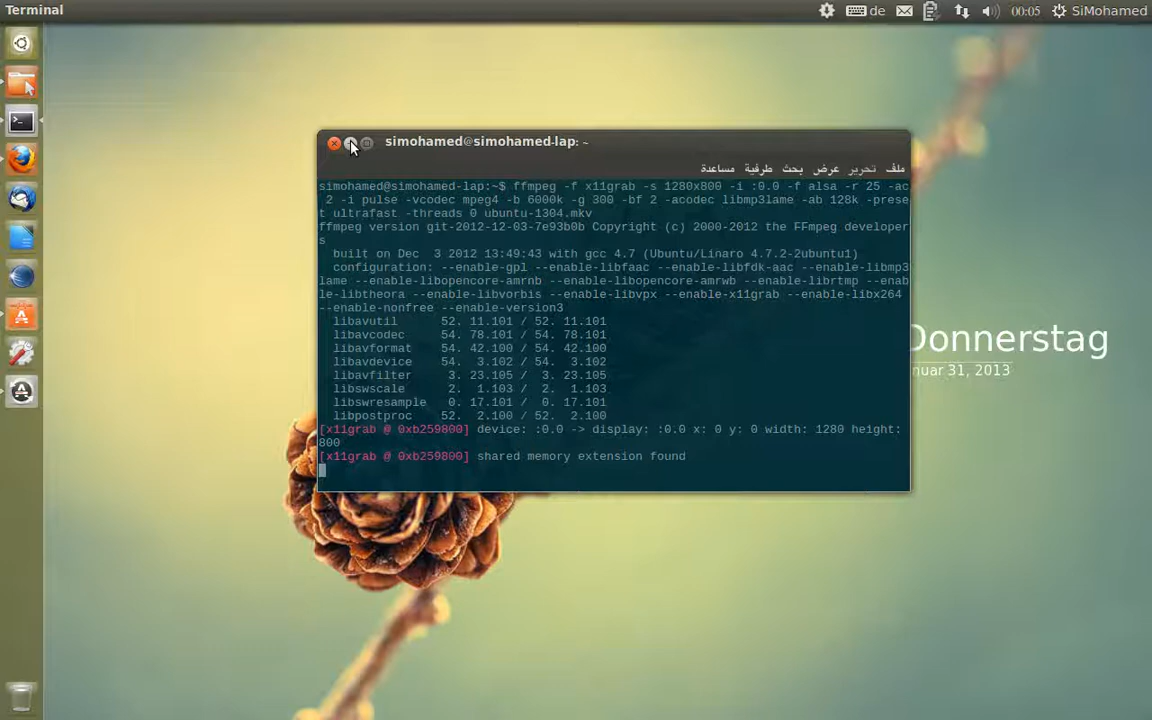 Terminal
de
00:05
SiMohamed
simohamed@simohamed-lap: ~
ملف تحرير عرض بحث طرفية مساعدة
simohamed@simohamed-lap:~$ ffmpeg -f x11grab -s 1280x800 -i :0.0 -f alsa -r 25 -ac
 2 -i pulse -vcodec mpeg4 -b 6000k -g 300 -bf 2 -acodec libmp3lame -ab 128k -prese
t ultrafast -threads 0 ubuntu-1304.mkv
ffmpeg version git-2012-12-03-7e93b0b Copyright (c) 2000-2012 the FFmpeg developer
s
  built on Dec  3 2012 13:49:43 with gcc 4.7 (Ubuntu/Linaro 4.7.2-2ubuntu1)
  configuration: --enable-gpl --enable-libfaac --enable-libfdk-aac --enable-libmp3
lame --enable-libopencore-amrnb --enable-libopencore-amrwb --enable-librtmp --enab
le-libtheora --enable-libvorbis --enable-libvpx --enable-x11grab --enable-libx264
--enable-nonfree --enable-version3
  libavutil      52. 11.101 / 52. 11.101
  libavcodec     54. 78.101 / 54. 78.101
  libavformat    54. 42.100 / 54. 42.100
  libavdevice    54.  3.102 / 54.  3.102
  libavfilter     3. 23.105 /  3. 23.105
  libswscale      2.  1.103 /  2.  1.103
  libswresample   0. 17.101 /  0. 17.101
  libpostproc    52.  2.100 / 52.  2.100
[x11grab @ 0xb259800] device: :0.0 -> display: :0.0 x: 0 y: 0 width: 1280 height:
800
[x11grab @ 0xb259800] shared memory extension found
Donnerstag
nuar 31, 2013